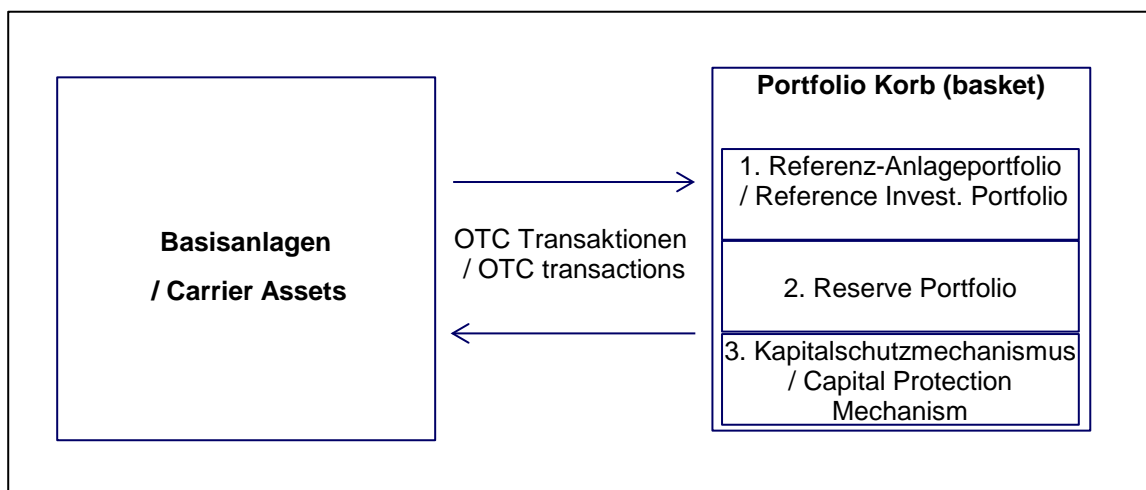 Basisanlagen
/ Carrier Assets
OTC Transaktionen
/ OTC transactions
Portfolio Korb (basket)
1. Referenz-Anlageportfolio
/ Reference Invest. Portfolio
2. Reserve Portfolio
3. Kapitalschutzmechanismus
/ Capital Protection
Mechanism